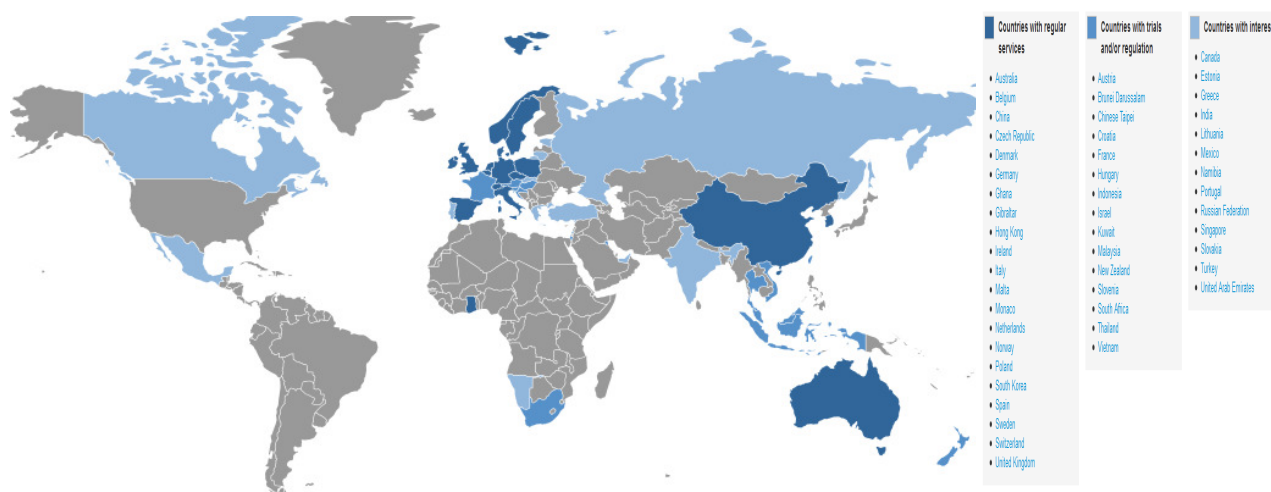 Countries with regular
services
Australia
Belgium
China
Czech Republic
Denmark
Germany
Ghana
Gibraltar
Hong Kong
Ireland
Italy
Malta
Monaco
Netherlands
Norway
Poland
South Korea
Spain
Sweden
Switzerland
United Kingdom
Countries with trials
and/or regulation
Austria
Brunei Darussalam
Chinese Taipei
Croatia
France
Hungary
Indonesia
Israel
Kuwait
Malaysia
New Zealand
Slovenia
South Africa
Thailand
Vietnam
Countries with interes
Canada
Estonia
Greece
India
Lithuania
Mexico
Namibia
Portugal
Russian Federation
Singapore
Slovakia
Turkey
United Arab Emirates